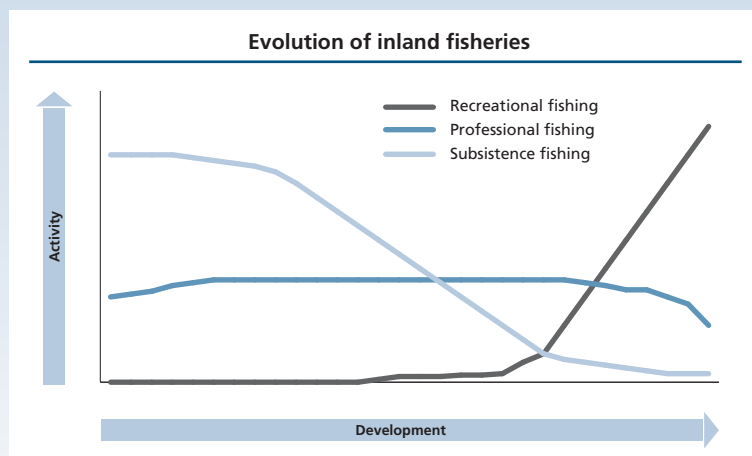 Evolution of inland fisheries
Recreational fishing
Professional fishing
Subsistence fishing
Activity
Development